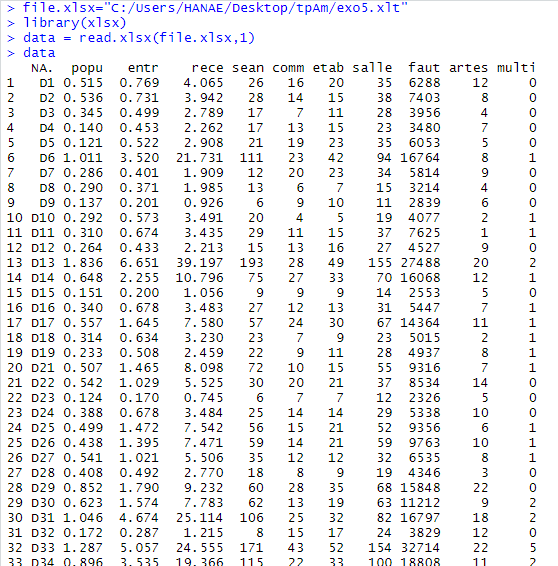 > file.xlsx="C:/Users/HANAE/Desktop/tpAm/exo5.xlt"
> library(xlsx)
> data = read.xlsx(file.xlsx,1)
> data
NA. popu entr rece sean comm etab salle faut artes multi
1 D1 0.515 0.769 4.065 26 16 20 35 6288 12 0
2 D2 0.536 0.731 3.942 28 14 15 38 7403 8 0
3 D3 0.345 0.499 2.789 17 7 11 28 3956 4 0
4 D4 0.140 0.453 2.262 17 13 15 23 3480 7 0
5 D5 0.121 0.522 2.908 21 19 23 35 6053 5 0
6 D6 1.011 3.520 21.731 111 23 42 94 16764 8 1
7 D7 0.286 0.401 1.909 12 20 23 34 5814 9 0
8 D8 0.290 0.371 1.985 13 6 7 15 3214 4 0
9 D9 0.137 0.201 0.926 6 9 10 11 2839 6 0
10 D10 0.292 0.573 3.491 20 4 5 19 4077 2 1
11 D11 0.310 0.674 3.435 29 11 15 37 7625 1 1
12 D12 0.264 0.433 2.213 15 13 16 27 4527 9 0
13 D13 1.836 6.651 39.197 193 28 49 155 27488 20 2
14 D14 0.648 2.255 10.796 75 27 33 70 16068 12 1
15 D15 0.151 0.200 1.056 9 9 9 14 2553 5 0
16 D16 0.340 0.678 3.483 27 12 13 31 5447 7 1
17 D17 0.557 1.645 7.580 57 24 30 67 14364 11 1
18 D18 0.314 0.634 3.230 23 7 9 23 5015 2 1
19 D19 0.233 0.508 2.459 22 9 11 28 4937 8 1
20 D21 0.507 1.465 8.098 72 10 15 55 9316 7 1
21 D22 0.542 1.029 5.525 30 20 21 37 8534 14 0
22 D23 0.124 0.170 0.745 6 7 7 12 2326 5 0
23 D24 0.388 0.678 3.484 25 14 14 29 5338 10 0
24 D25 0.499 1.472 7.542 56 15 21 52 9356 6 1
25 D26 0.438 1.395 7.471 59 14 21 59 9763 10 1
26 D27 0.541 1.021 5.506 35 12 12 32 6535 8 1
27 D28 0.408 0.492 2.770 18 8 9 19 4346 3 0
28 D29 0.852 1.790 9.232 60 28 35 68 15848 22 0
29 D30 0.623 1.574 7.783 62 13 19 63 11212 9 2
30 D31 1.046 4.674 25.114 106 25 32 82 16797 18 2
31 D32 0.172 0.287 1.215 8 15 17 24 3829 12 0
32 D33 1.287 5.057 24.555 171 43 52 154 32714 22 5
33 D34 0.896 3.535 19.366 115 22 33 100 18808 11 2